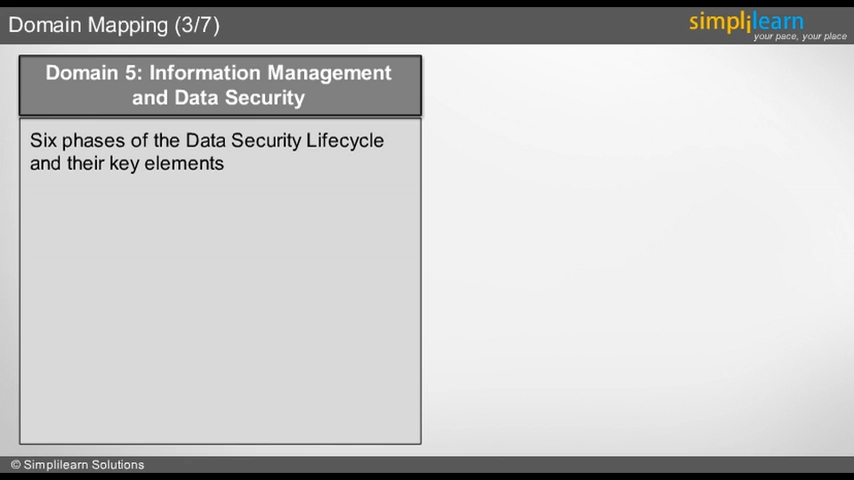 Domain Mapping (3/7)
simplilearn
your pace, your place
Domain 5: Information Management
and Data Security
Six phases of the Data Security Lifecycle
and their key elements
© Simplilearn Solutions